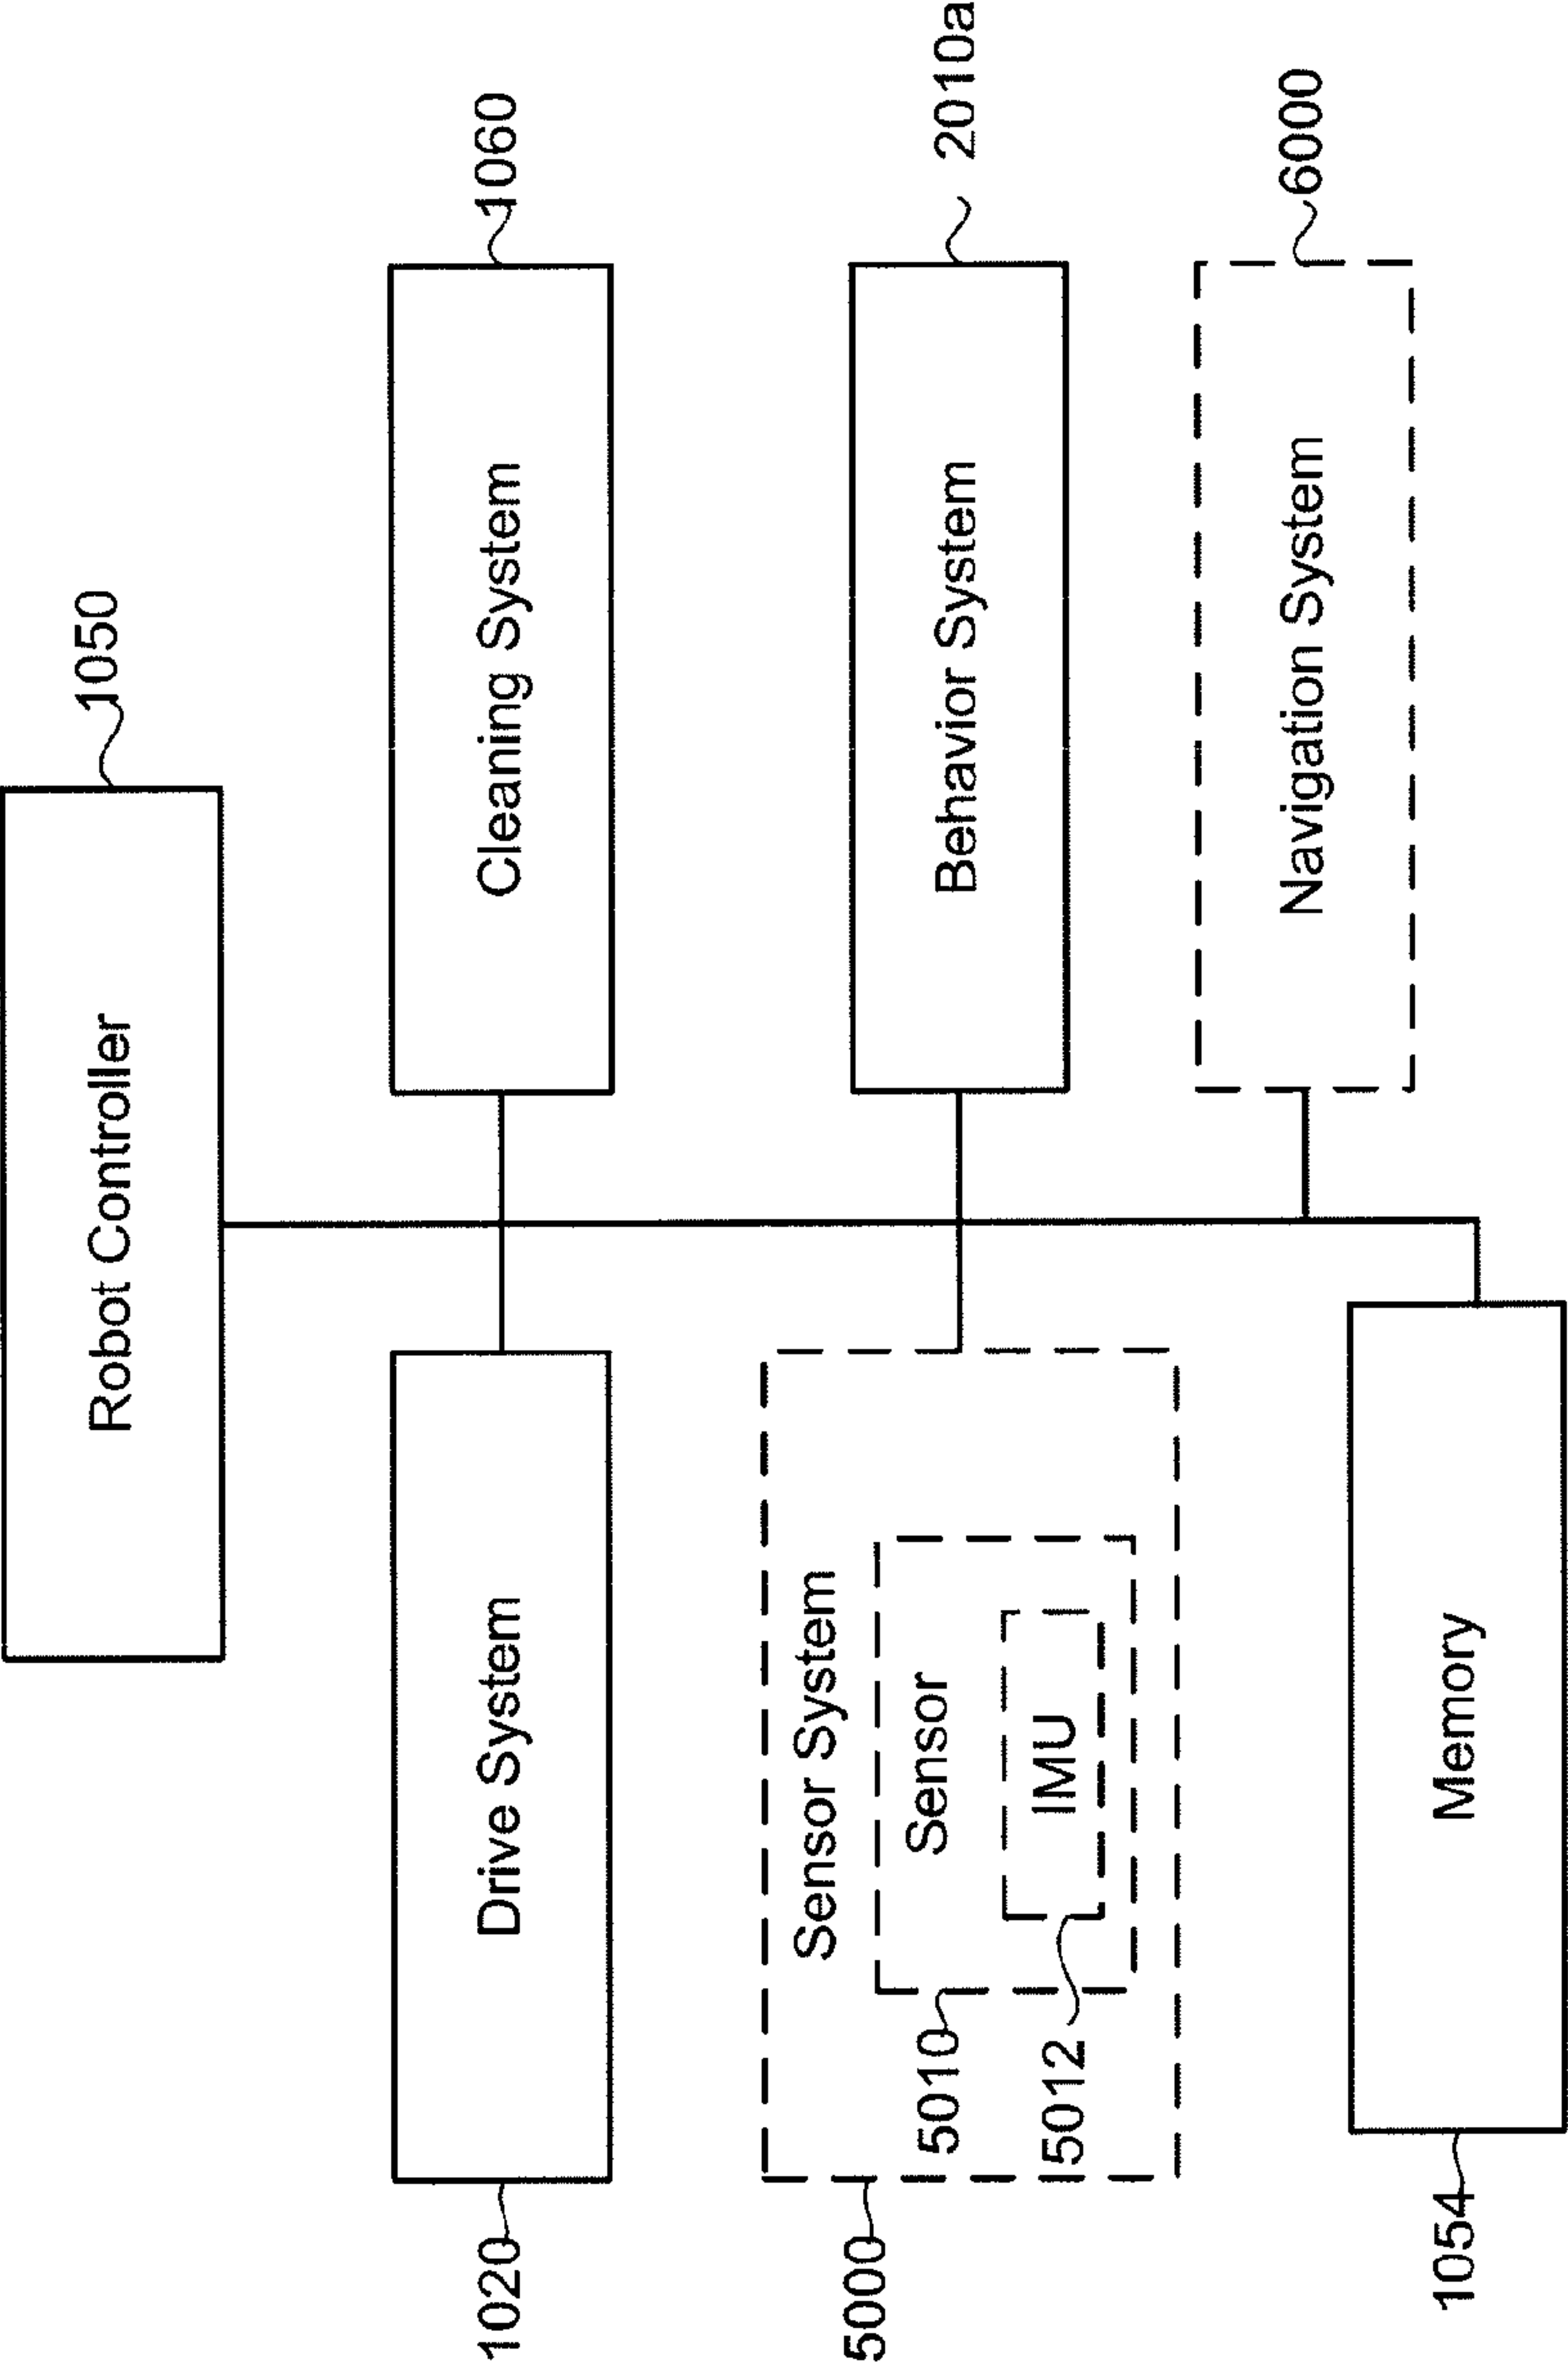 1050
Robot Controller
1020
Drive System
Cleaning System
1060
5000
Sensor System
5010
Sensor
5012
IMU
Behavior System
2010a
Navigation System
6000
1054
Memory